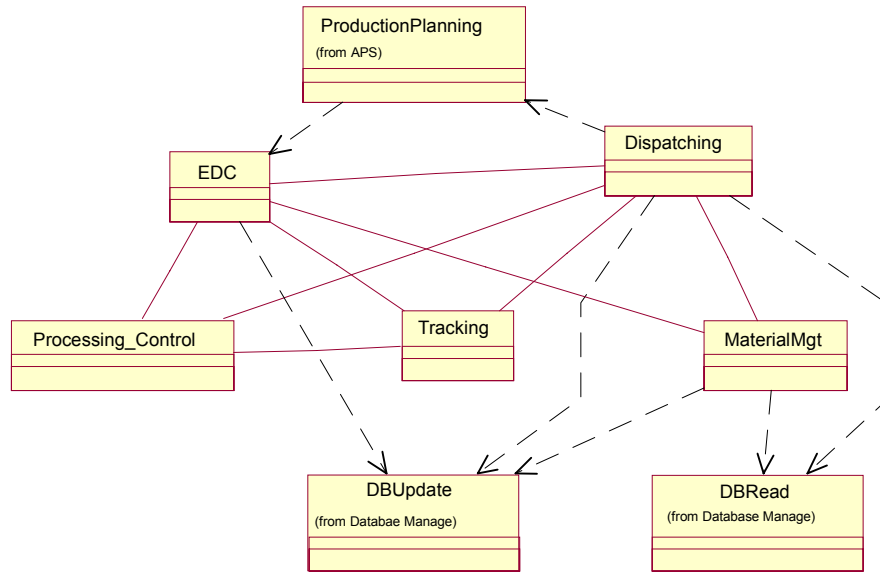 ProductionPlanning
(from APS)
Dispatching
EDC
Processing_Control
Tracking
MaterialMgt
DBUpdate
(from Databae Manage)
DBRead
(from Database Manage)